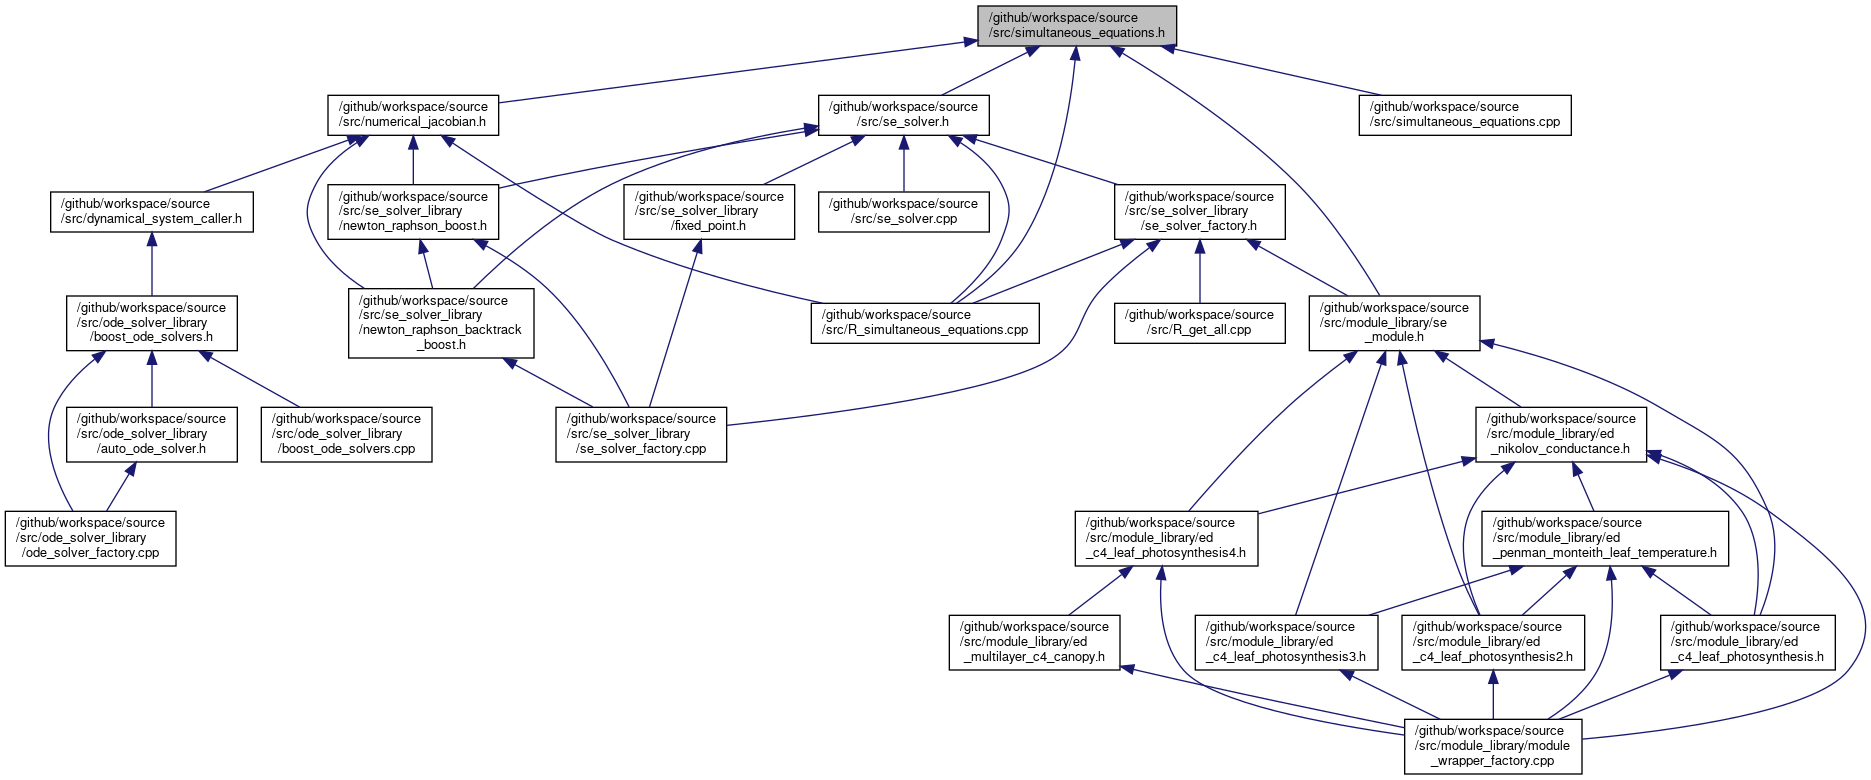 /github/workspace/source
/src/simultaneous_equations.h
/github/workspace/source
/src/numerical_jacobian.h
/github/workspace/source
/src/se_solver.h
/github/workspace/source
/src/simultaneous_equations.cpp
/github/workspace/source
/src/dynamical_system_caller.h
/github/workspace/source
/src/se_solver_library
/newton_raphson_boost.h
/github/workspace/source
/src/se_solver_library
/fixed_point.h
/github/workspace/source
/src/se_solver.cpp
/github/workspace/source
/src/se_solver_library
/se_solver_factory.h
/github/workspace/source
/src/ode_solver_library
/boost_ode_solvers.h
/github/workspace/source
/src/se_solver_library
/newton_raphson_backtrack
_boost.h
/github/workspace/source
/src/R_simultaneous_equations.cpp
/github/workspace/source
/src/R_get_all.cpp
/github/workspace/source
/src/module_library/se
_module.h
/github/workspace/source
/src/ode_solver_library
/auto_ode_solver.h
/github/workspace/source
/src/ode_solver_library
/boost_ode_solvers.cpp
/github/workspace/source
/src/se_solver_library
/se_solver_factory.cpp
/github/workspace/source
/src/module_library/ed
_nikolov_conductance.h
/github/workspace/source
/src/ode_solver_library
/ode_solver_factory.cpp
/github/workspace/source
/src/module_library/ed
_c4_leaf_photosynthesis4.h
/github/workspace/source
/src/module_library/ed
_penman_monteith_leaf_temperature.h
/github/workspace/source
/src/module_library/ed
_multilayer_c4_canopy.h
/github/workspace/source
/src/module_library/ed
_c4_leaf_photosynthesis3.h
/github/workspace/source
/src/module_library/ed
_c4_leaf_photosynthesis2.h
/github/workspace/source
/src/module_library/ed
_c4_leaf_photosynthesis.h
/github/workspace/source
/src/module_library/module
_wrapper_factory.cpp